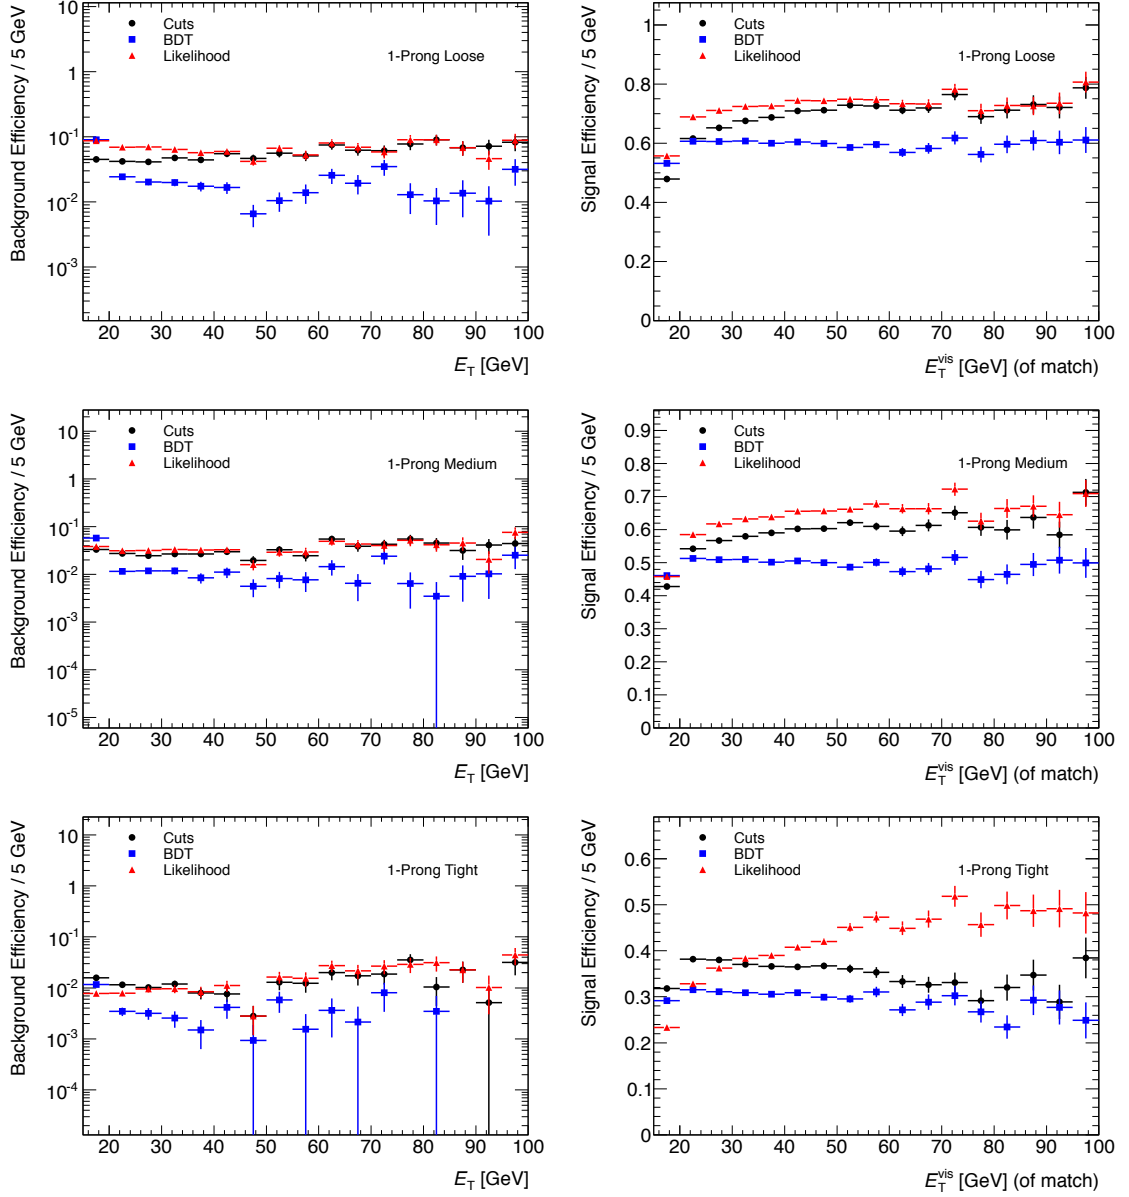 Background Efficiency / 5 GeV
10
1
10⁻¹
10⁻²
10⁻³
Cuts
BDT
Likelihood
1-Prong Loose
20 30 40 50 60 70 80 90 100
E_T [GeV]
Signal Efficiency / 5 GeV
1
0.8
0.6
0.4
0.2
0
Cuts
BDT
Likelihood
1-Prong Loose
20 30 40 50 60 70 80 90 100
E_T^vis [GeV] (of match)
Background Efficiency / 5 GeV
10
1
10⁻¹
10⁻²
10⁻³
10⁻⁴
10⁻⁵
Cuts
BDT
Likelihood
1-Prong Medium
20 30 40 50 60 70 80 90 100
E_T [GeV]
Signal Efficiency / 5 GeV
0.9
0.8
0.7
0.6
0.5
0.4
0.3
0.2
0.1
0
Cuts
BDT
Likelihood
1-Prong Medium
20 30 40 50 60 70 80 90 100
E_T^vis [GeV] (of match)
Background Efficiency / 5 GeV
10
1
10⁻¹
10⁻²
10⁻³
10⁻⁴
Cuts
BDT
Likelihood
1-Prong Tight
20 30 40 50 60 70 80 90 100
E_T [GeV]
Signal Efficiency / 5 GeV
0.6
0.5
0.4
0.3
0.2
0.1
0
Cuts
BDT
Likelihood
1-Prong Tight
20 30 40 50 60 70 80 90 100
E_T^vis [GeV] (of match)